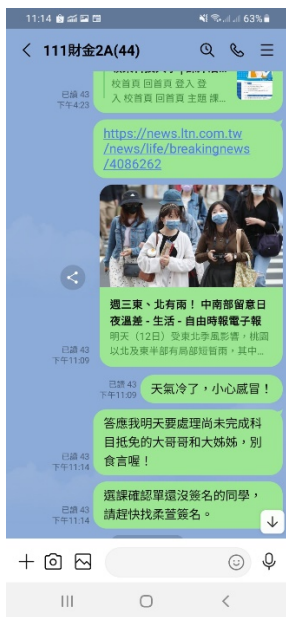 11:14
63%
111財金2A(44)
入校首頁 回首頁 登入 登
入 校首頁 回首頁 主題 課...
已讀 43
下午4:23
https://news.ltn.com.tw
/news/life/breakingnews
/4086262
週三東、北有雨！ 中南部留意日
夜溫差 - 生活 - 自由時報電子報
明天（12日）受東北季風影響，桃園
以北及東半部有局部短暫雨，其中...
已讀 43
下午11:09
天氣冷了，小心感冒！
已讀 43
下午11:09
答應我明天要處理尚未完成科
目抵免的大哥哥和大姊姊，別
食言喔！
已讀 43
下午11:14
選課確認單還沒簽名的同學，
請趕快找柔萱簽名。
已讀 43
下午11:14